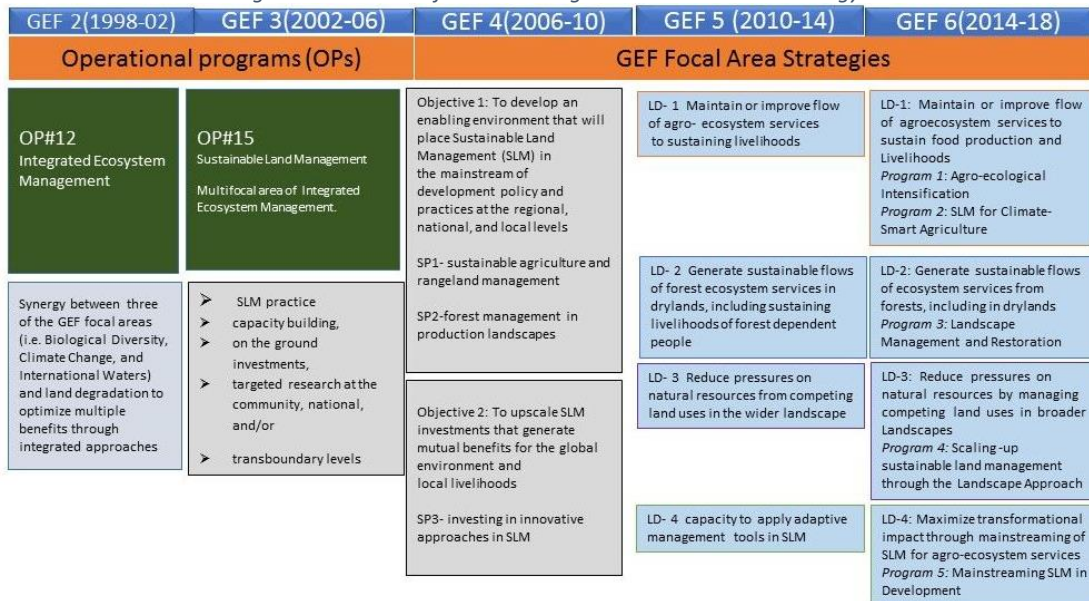 GEF 2(1998-02)
GEF 3(2002-06)
GEF 4(2006-10)
GEF 5 (2010-14)
GEF 6(2014-18)
Operational programs (OPs)
GEF Focal Area Strategies
OP#12
Integrated Ecosystem
Management
Synergy between three
of the GEF focal areas
(i.e. Biological Diversity,
Climate Change, and
International Waters)
and land degradation to
optimize multiple
benefits through
integrated approaches
OP#15
Sustainable Land Management
Multifocal area of Integrated
Ecosystem Management.
➤ SLM practice
➤ capacity building,
➤ on the ground
investments,
➤ targeted research at the
community, national,
and/or
➤ transboundary levels
Objective 1: To develop an
enabling environment that will
place Sustainable Land
Management (SLM) in
the mainstream of
development policy and
practices at the regional,
national, and local levels
SP1- sustainable agriculture and
rangeland management
SP2-forest management in
production landscapes
Objective 2: To upscale SLM
investments that generate
mutual benefits for the global
environment and
local livelihoods
SP3- investing in innovative
approaches in SLM
LD- 1 Maintain or improve flow
of agro- ecosystem services
to sustaining livelihoods
LD- 2 Generate sustainable flows
of forest ecosystem services in
drylands, including sustaining
livelihoods of forest dependent
people
LD- 3 Reduce pressures on
natural resources from competing
land uses in the wider landscape
LD- 4 capacity to apply adaptive
management tools in SLM
LD-1: Maintain or improve flow
of agroecosystem services to
sustain food production and
Livelihoods
Program 1: Agro-ecological
Intensification
Program 2: SLM for Climate-
Smart Agriculture
LD-2: Generate sustainable flows
of ecosystem services from
forests, including in drylands
Program 3: Landscape
Management and Restoration
LD-3: Reduce pressures on
natural resources by managing
competing land uses in broader
Landscapes
Program 4: Scaling-up
sustainable land management
through the Landscape Approach
LD-4: Maximize transformational
impact through mainstreaming of
SLM for agro-ecosystem services
Program 5: Mainstreaming SLM in
Development